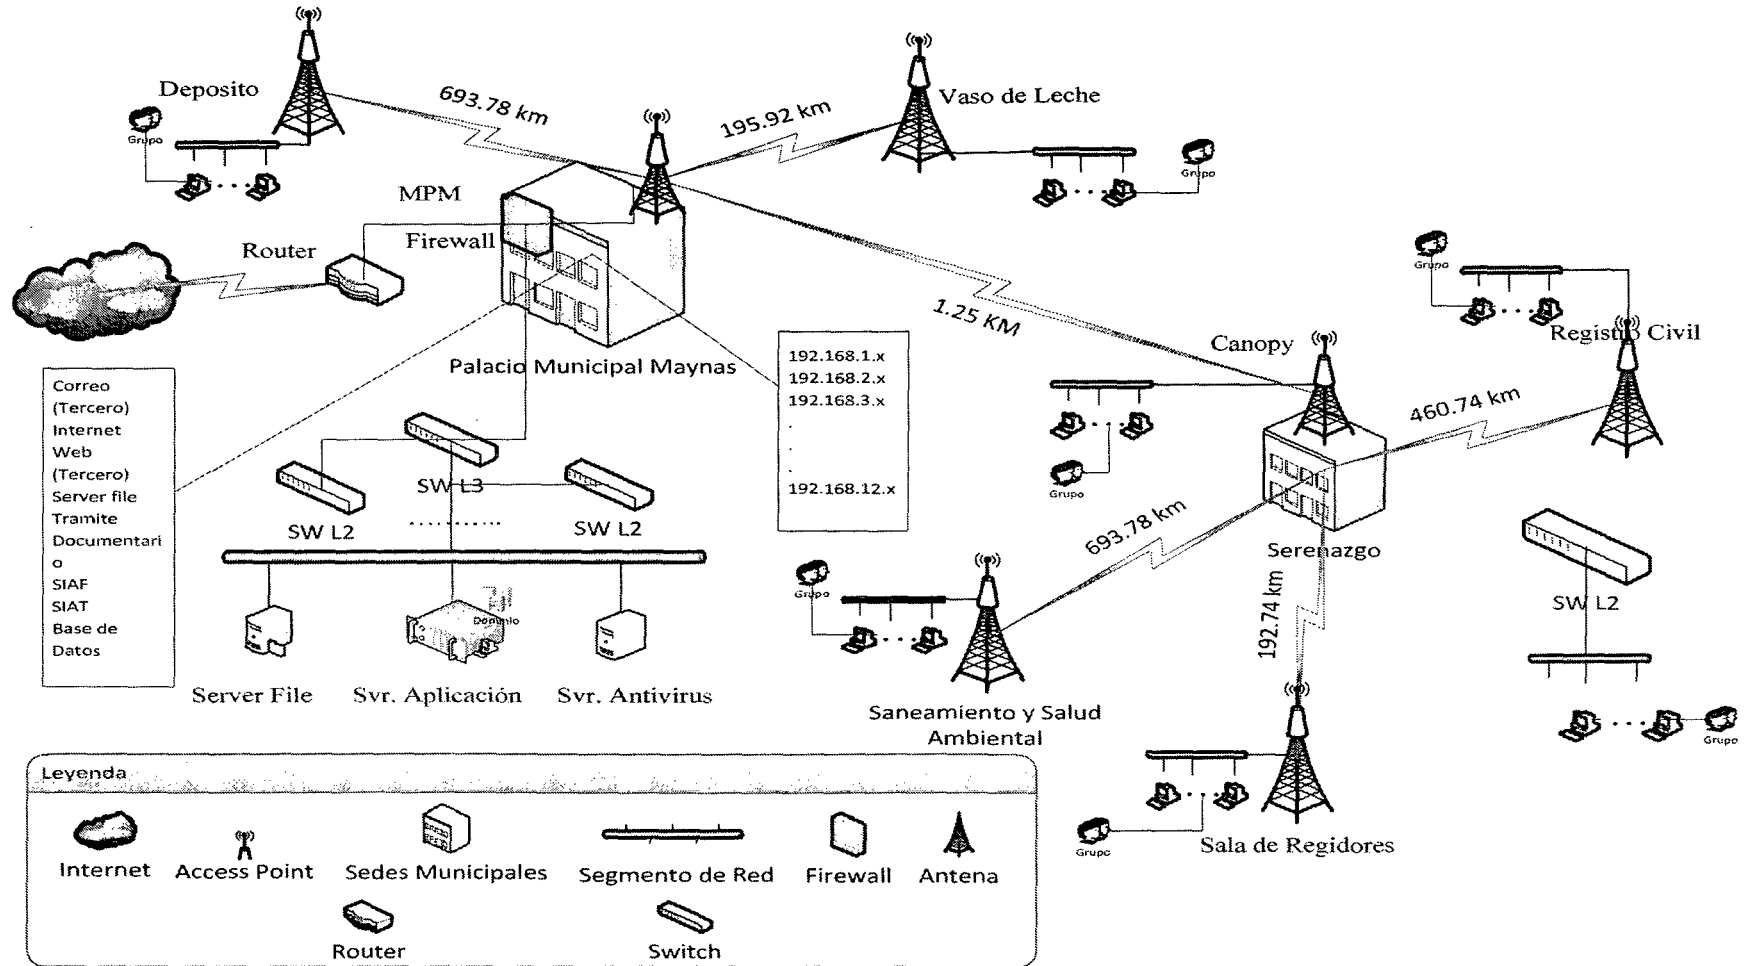 Deposito
693.78 km
195.92 km
Vaso de Leche
Grupo
Grupo
MPM
Router
Firewall
Grupo
Registro Civil
1.25 KM
Canopy
Palacio Municipal Maynas
192.168.1.x
192.168.2.x
192.168.3.x
.
.
.
192.168.12.x
Correo
(Tercero)
Internet
Web
(Tercero)
Server file
Tramite
Documentari
o
SIAF
SIAT
Base de
Datos
460.74 km
Grupo
SW L3
SW L2
SW L2
693.78 km
Serenazgo
192.74 km
SW L2
Grupo
Dominio
Server File
Svr. Aplicación
Svr. Antivirus
Saneamiento y Salud
Ambiental
Grupo
Grupo
Sala de Regidores
Leyenda
Internet
Access Point
Sedes Municipales
Segmento de Red
Firewall
Antena
Router
Switch